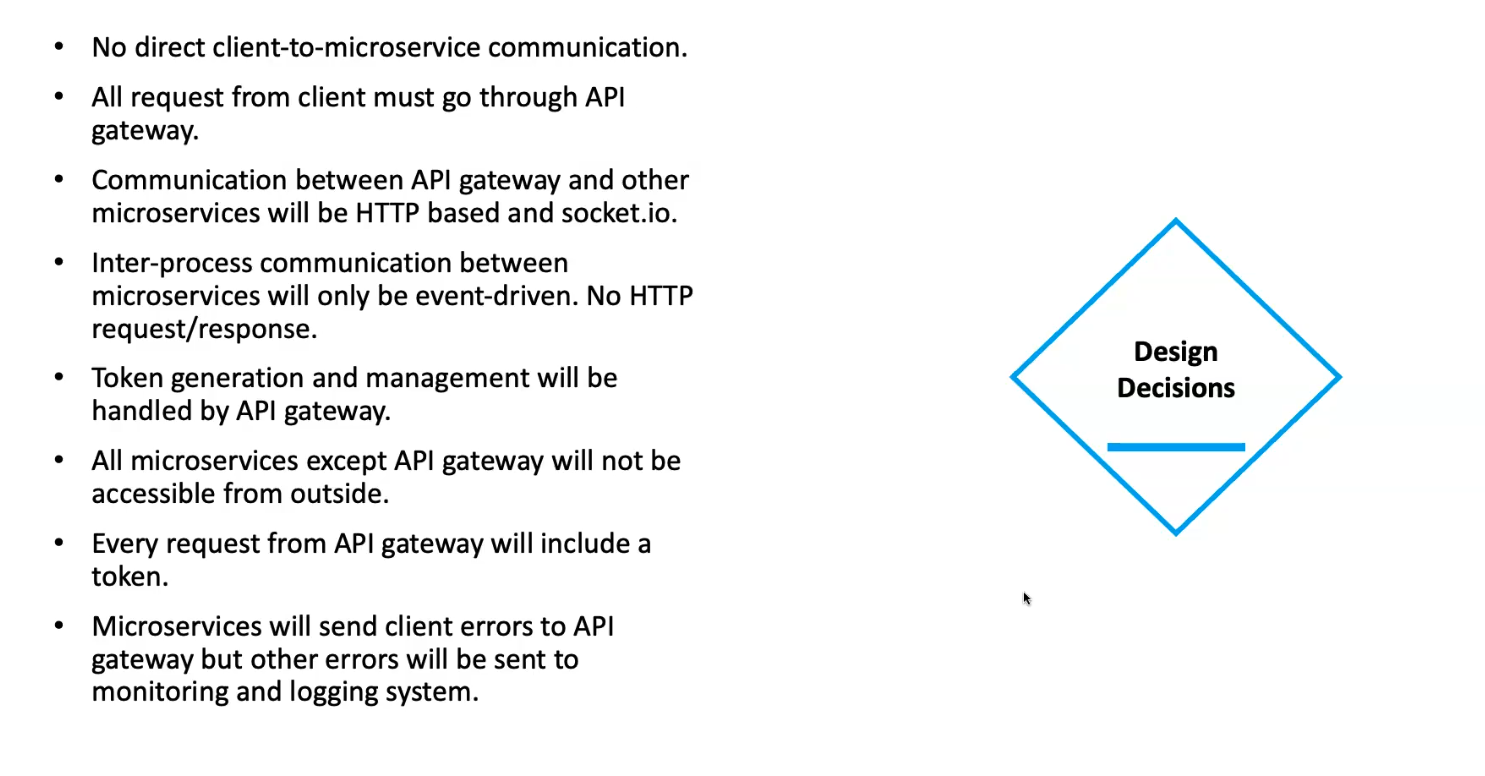 • No direct client-to-microservice communication.
• All request from client must go through API
gateway.
• Communication between API gateway and other
microservices will be HTTP based and socket.io.
• Inter-process communication between
microservices will only be event-driven. No HTTP
request/response.
• Token generation and management will be
handled by API gateway.
• All microservices except API gateway will not be
accessible from outside.
• Every request from API gateway will include a
token.
• Microservices will send client errors to API
gateway but other errors will be sent to
monitoring and logging system.
Design
Decisions